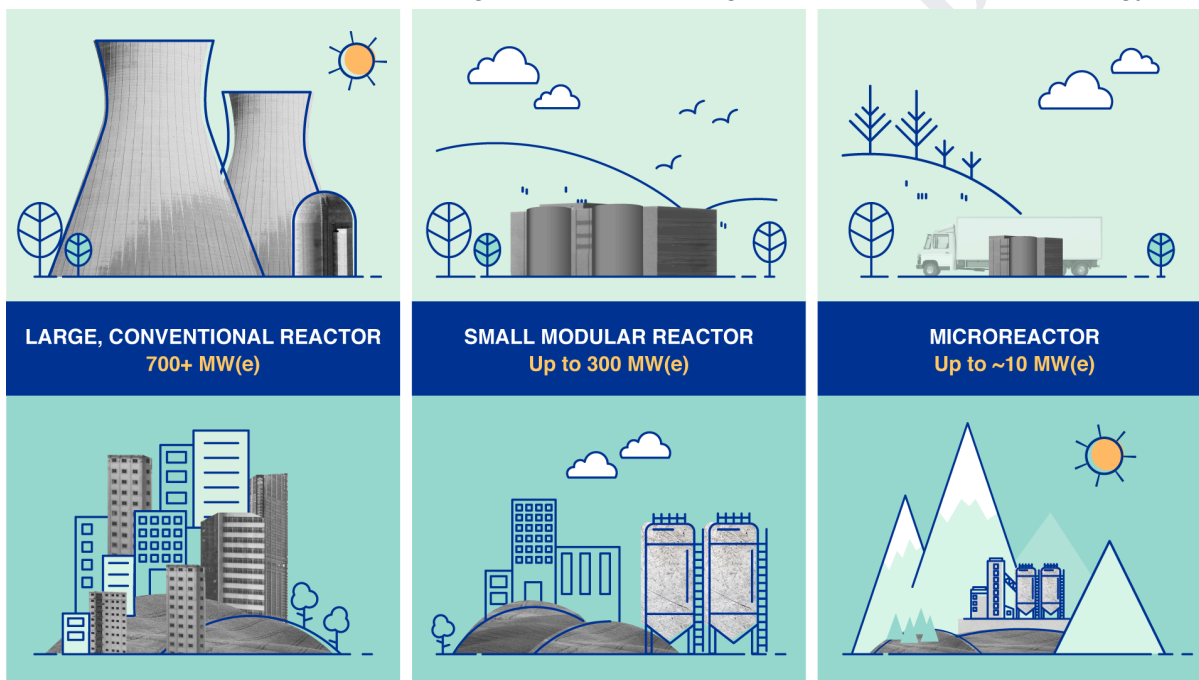 LARGE, CONVENTIONAL REACTOR
700+ MW(e)
SMALL MODULAR REACTOR
Up to 300 MW(e)
MICROREACTOR
Up to ~10 MW(e)